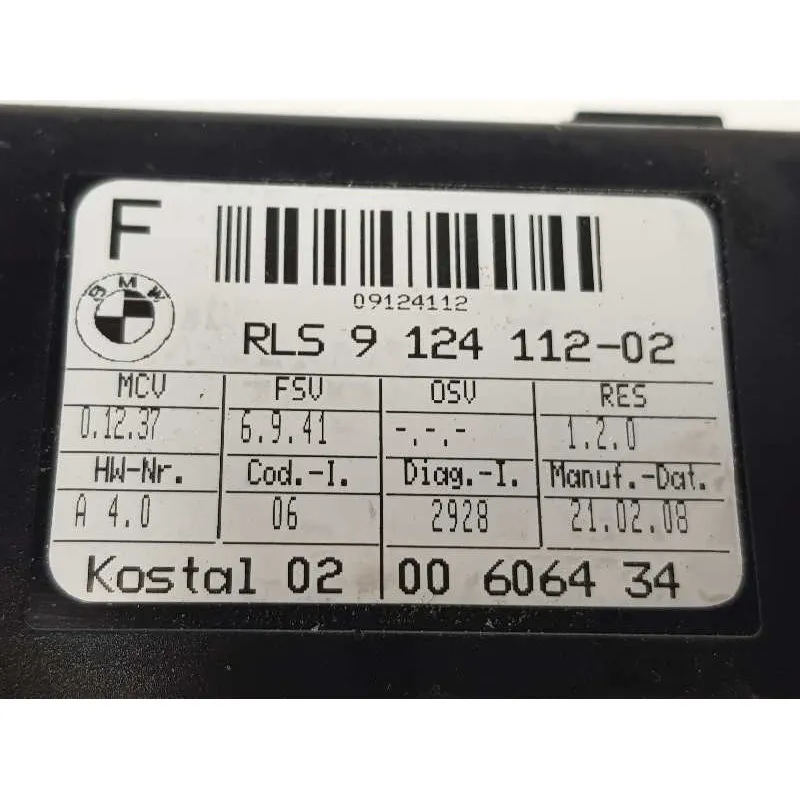 F
09124112
BMW
RLS 9 124 112-02
MCV FSV OSV RES
0.12.37 6.9.41 -.-.- 1.2.0
HW-Nr. Cod.-I. Diag.-I. Manuf.-Dat.
A 4.0 06 2928 21.02.08
Kostal 02 00 6064 34